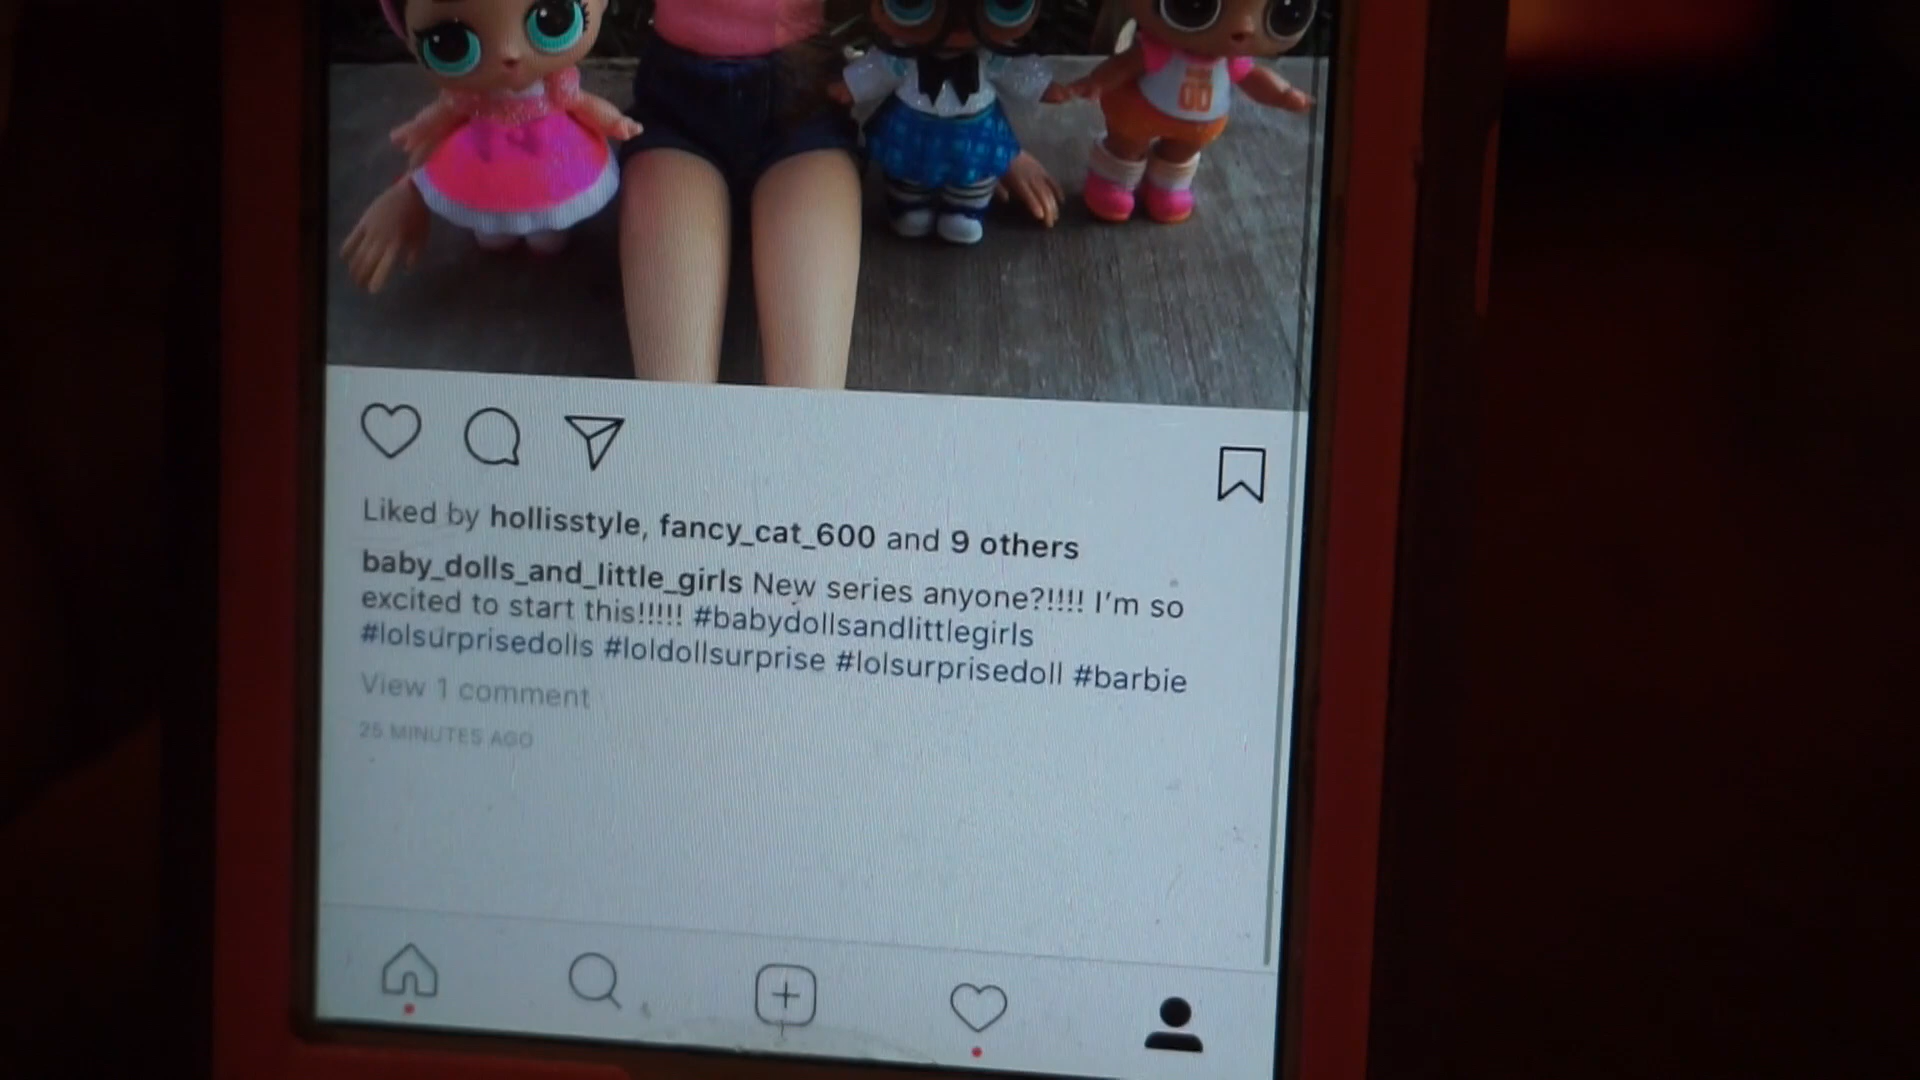 00
Liked by hollisstyle, fancy_cat_600 and 9 others
baby_dolls_and_little_girls New series anyone?!!!! I'm so
excited to start this!!!!! #babydollsandlittlegirls
#lolsurprisedolls #loldollsurprise #lolsurprisedoll #barbie
View 1 comment
25 MINUTES AGO